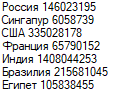 Россия 146023195
Сингапур 6058739
США 335028178
Франция 65790152
Индия 1408044253
Бразилия 215681045
Египет 105838455